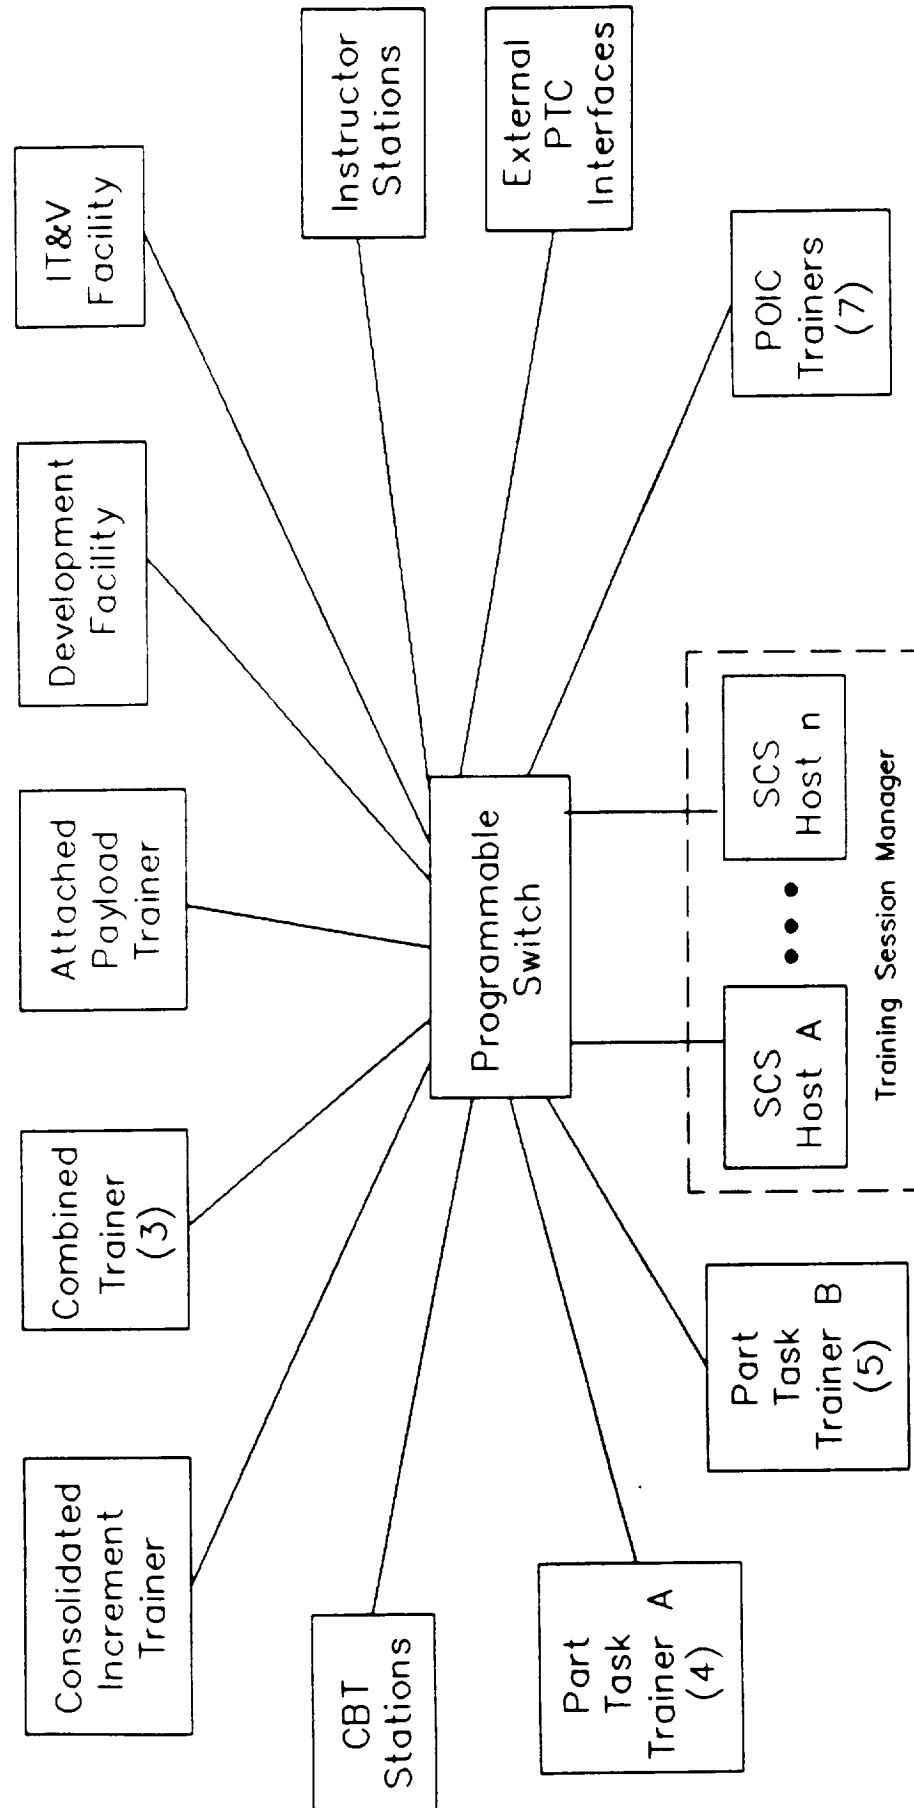 Consolidated
Increment
Trainer
Combined
Trainer
(3)
Attached
Payload
Trainer
Development
Facility
IT&V
Facility
CBT
Stations
Instructor
Stations
Programmable
Switch
External
PTC
Interfaces
Part
Task
Trainer A
(4)
Part
Task
Trainer B
(5)
SCS
Host A
SCS
Host n
POIC
Trainers
(7)
Training Session Manager